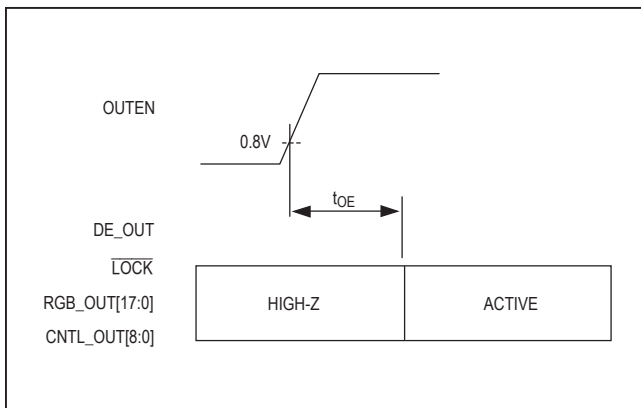 OUTEN
0.8V
tOE
DE_OUT
LOCK
RGB_OUT[17:0]
HIGH-Z
ACTIVE
CNTL_OUT[8:0]